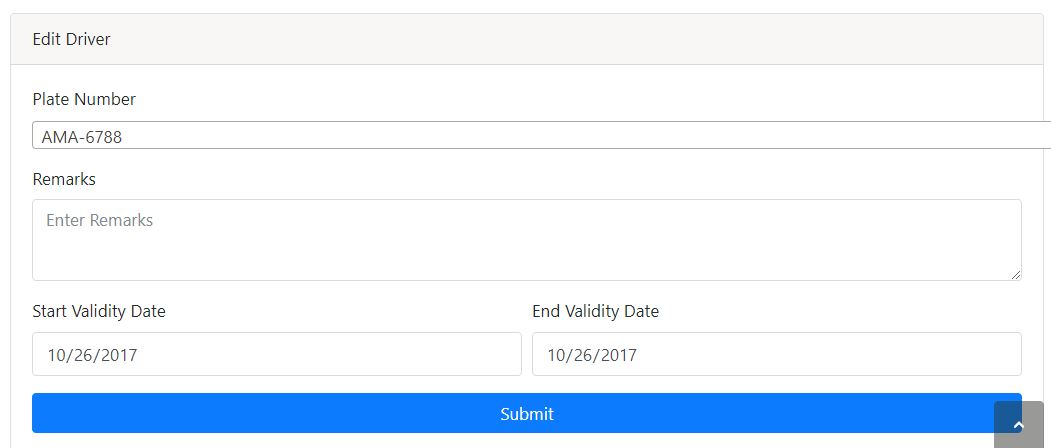 Edit Driver
Plate Number
AMA-6788
Remarks
Enter Remarks
Start Validity Date End Validity Date
10/26/2017 10/26/2017
Submit